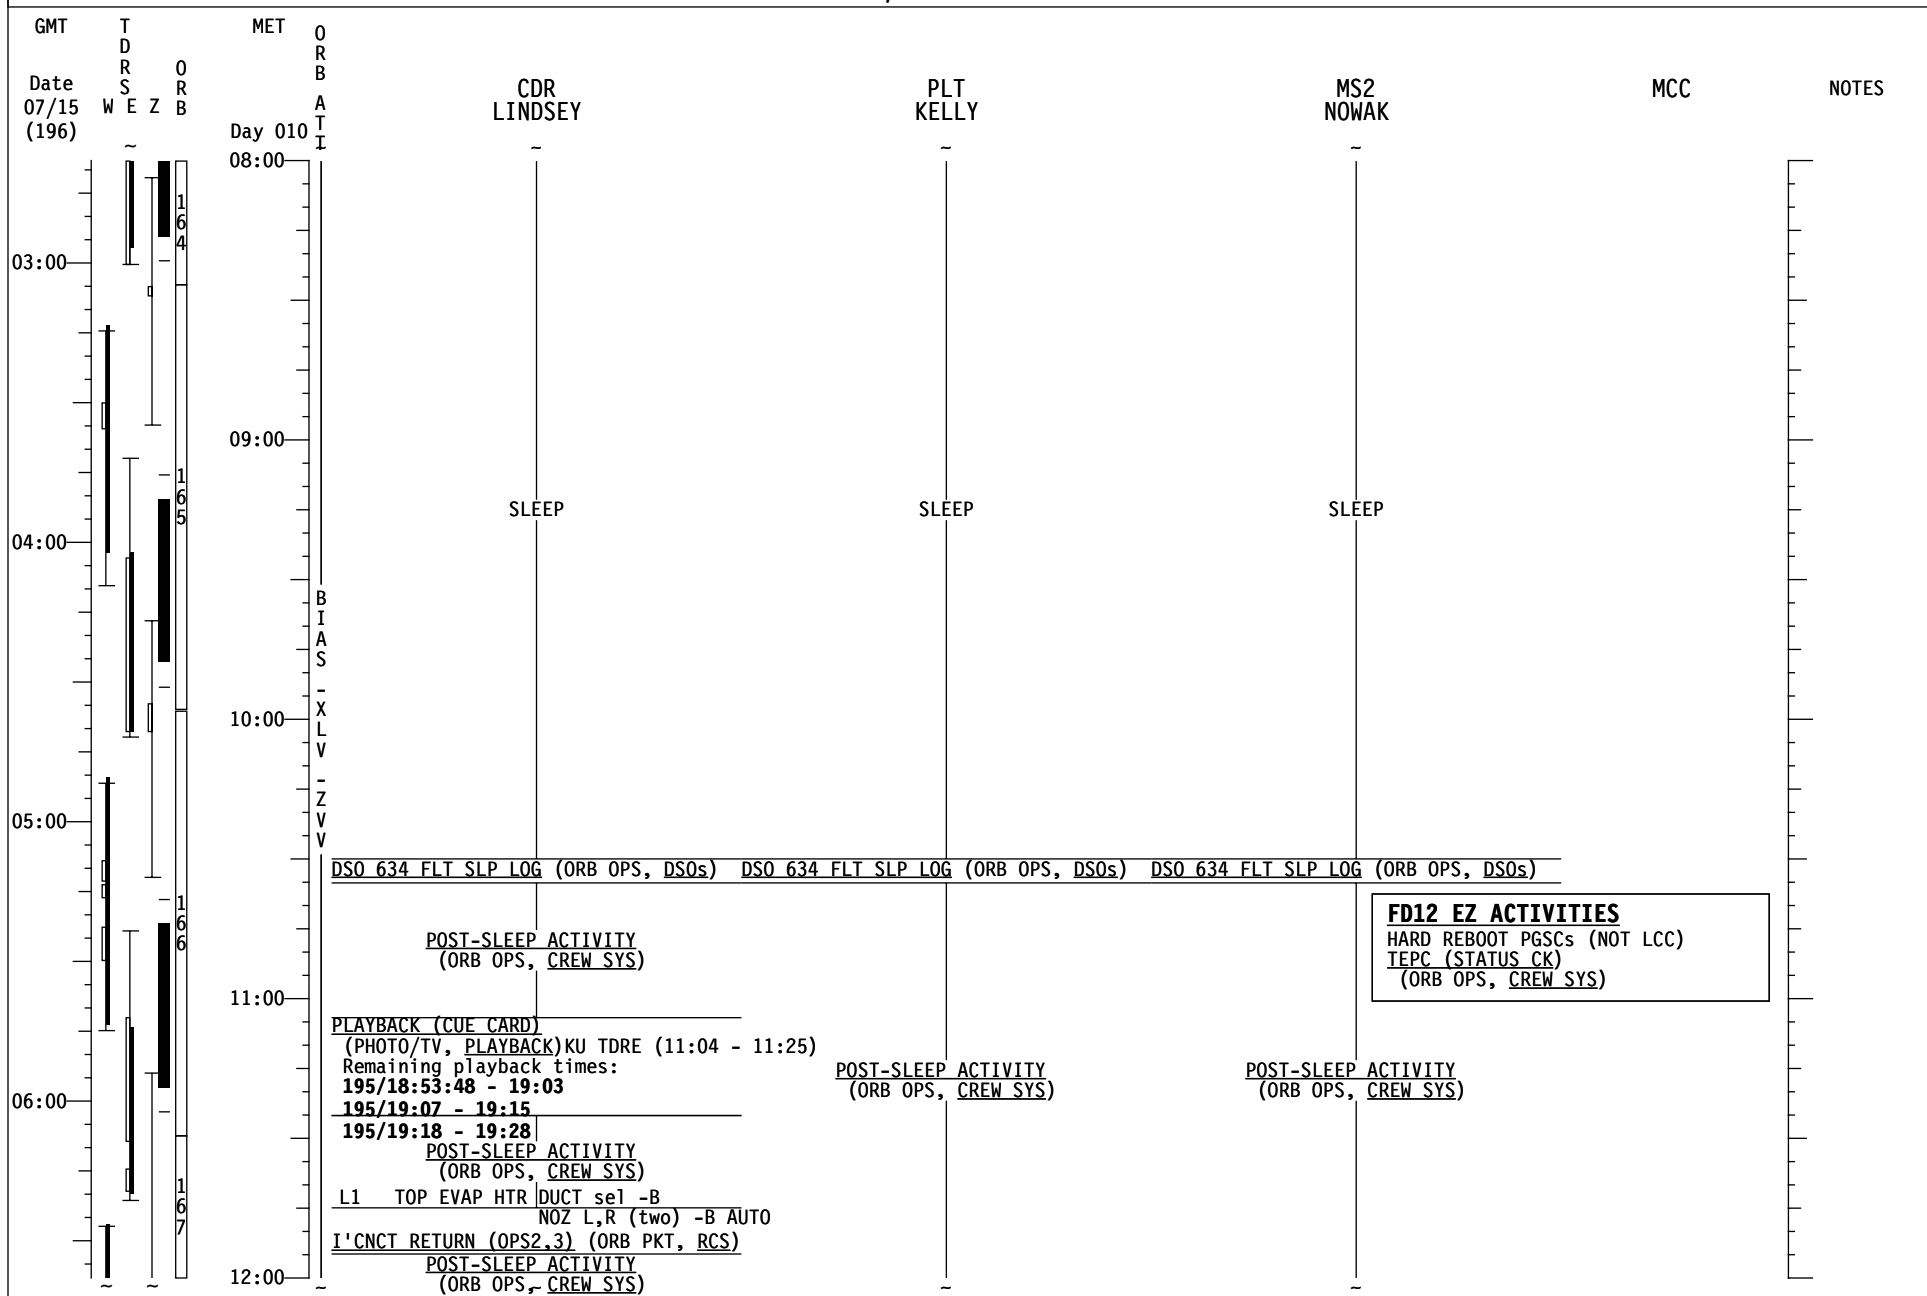 GMT
TDRS
MET
ORB ATT
ORB
Date
07/15
(196)
W E Z
Day 010
CDR
LINDSEY
PLT
KELLY
MS2
NOWAK
MCC
NOTES
~ ~ ~ ~
08:00
164
03:00
09:00
165
SLEEP SLEEP SLEEP
04:00
BIAS -XLV -ZVV
10:00
05:00
DSO 634 FLT SLP LOG (ORB OPS, DSOs) DSO 634 FLT SLP LOG (ORB OPS, DSOs) DSO 634 FLT SLP LOG (ORB OPS, DSOs)
166
FD12 EZ ACTIVITIES
HARD REBOOT PGSCs (NOT LCC)
TEPC (STATUS CK)
(ORB OPS, CREW SYS)
POST-SLEEP ACTIVITY
(ORB OPS, CREW SYS)
11:00
PLAYBACK (CUE CARD)
(PHOTO/TV, PLAYBACK)KU TDRE (11:04 - 11:25)
Remaining playback times:
195/18:53:48 - 19:03
195/19:07 - 19:15
195/19:18 - 19:28
POST-SLEEP ACTIVITY
(ORB OPS, CREW SYS)
POST-SLEEP ACTIVITY
(ORB OPS, CREW SYS)
06:00
POST-SLEEP ACTIVITY
(ORB OPS, CREW SYS)
167
L1 TOP EVAP HTR DUCT sel -B
NOZ L,R (two) -B AUTO
I'CNCT RETURN (OPS2,3) (ORB PKT, RCS)
POST-SLEEP ACTIVITY
(ORB OPS, CREW SYS)
12:00
~ ~ ~ ~ ~ ~